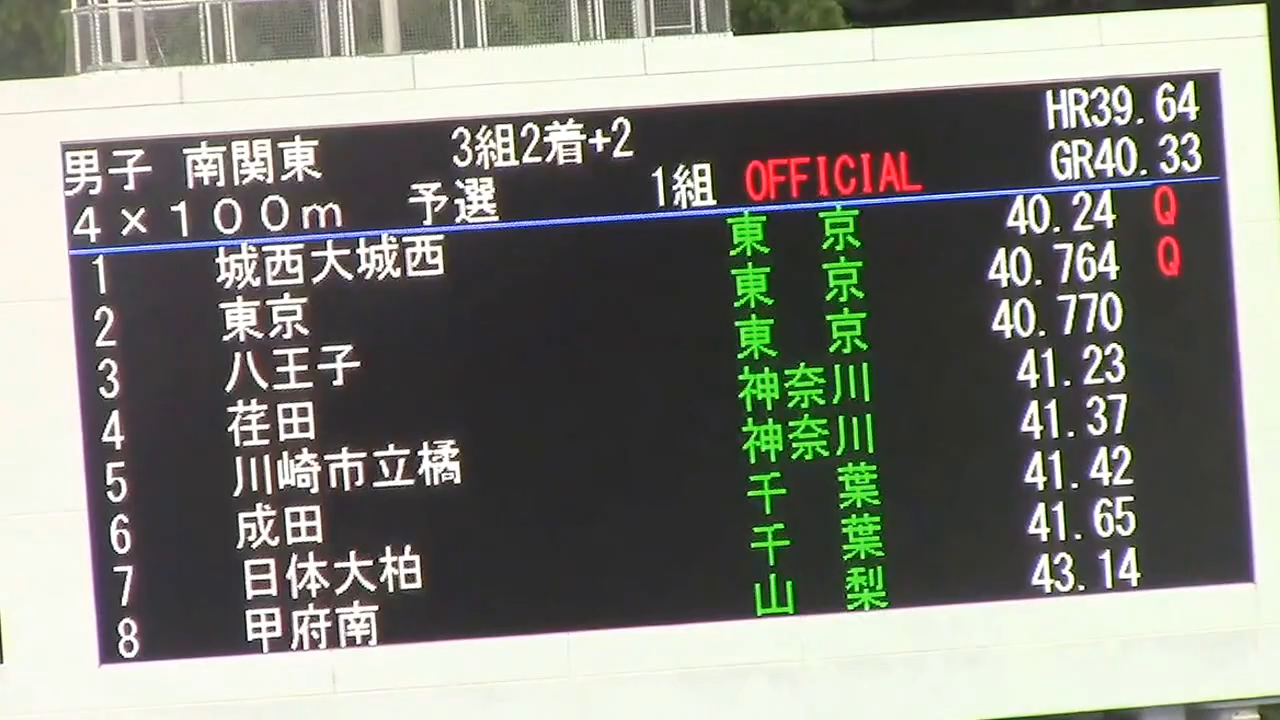 男子 南関東 3組2着+2 HR39.64
GR40.33
4×100m 予選 1組 OFFICIAL
1 城西大城西 東京 40.24 Q
2 東京 東京 40.764 Q
3 八王子 東京 40.770
4 荏田 神奈川 41.23
5 川崎市立橘 神奈川 41.37
6 成田 千葉 41.42
7 日体大柏 千葉 41.65
8 甲府南 山梨 43.14